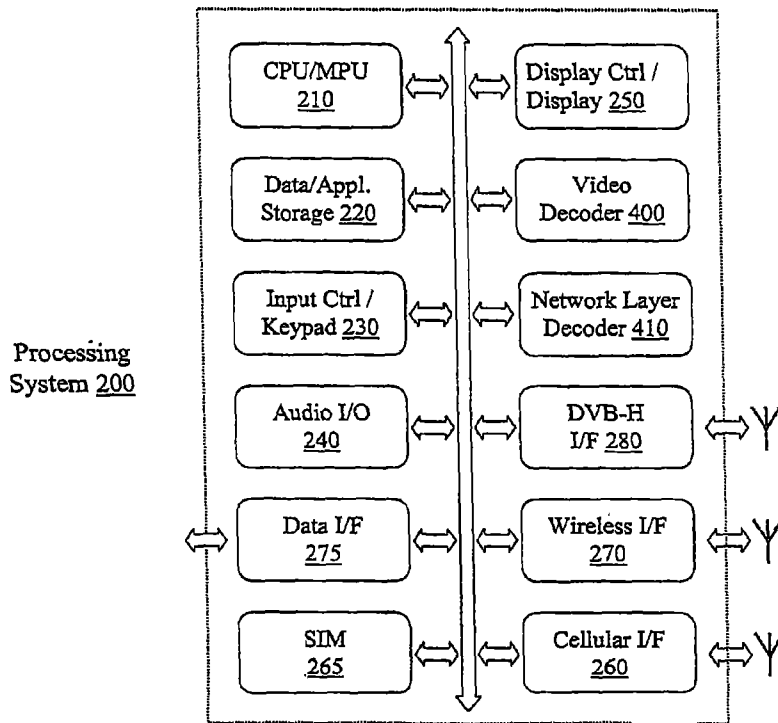 CPU/MPU
210
Display Ctrl /
Display 250
Data/Appl.
Storage 220
Video
Decoder 400
Input Ctrl /
Keypad 230
Network Layer
Decoder 410
Processing
System 200
Audio I/O
240
DVB-H
I/F 280
Data I/F
275
Wireless I/F
270
SIM
265
Cellular I/F
260